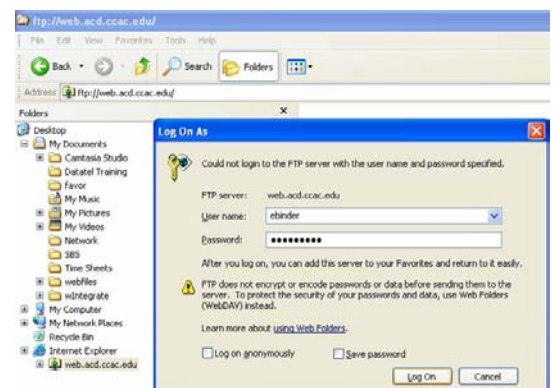 ftp://web.acd.ccac.edu/
File Edit View Favorites Tools Help
Back Search Folders
Address ftp://web.acd.ccac.edu/
Folders x
Desktop
My Documents
Camtasia Studio
Datatel Training
favor
My Music
My Pictures
My Videos
Network
SBS
Time Sheets
webfiles
wIntegrate
My Computer
My Network Places
Recycle Bin
Internet Explorer
web.acd.ccac.edu
Log On As
Could not login to the FTP server with the user name and password specified.
FTP server: web.acd.ccac.edu
User name: ebinder
Password: •••••••••
After you log on, you can add this server to your Favorites and return to it easily.
FTP does not encrypt or encode passwords or data before sending them to the
server. To protect the security of your passwords and data, use Web Folders
(WebDAV) instead.
Learn more about using Web Folders.
Log on anonymously Save password
Log On Cancel